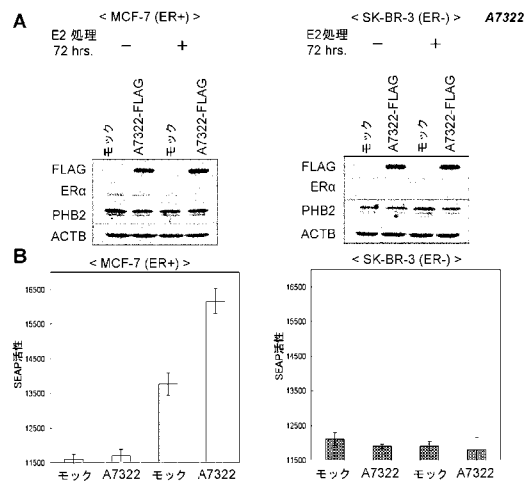 A
< MCF-7 (ER+) >
< SK-BR-3 (ER-) >
A7322
E2 処理
72 hrs.
− +
E2処理
72 hrs.
− +
モック
A7322-FLAG
モック
A7322-FLAG
モック
A7322-FLAG
モック
A7322-FLAG
FLAG
ERα
PHB2
ACTB
FLAG
ERα
PHB2
ACTB
B
< MCF-7 (ER+) >
SEAP活性
16500
14500
13500
11500
モック A7322 モック A7322
< SK-BR-3 (ER-) >
SEAP活性
16500
14500
13500
12500
11500
モック A7322 モック A7322